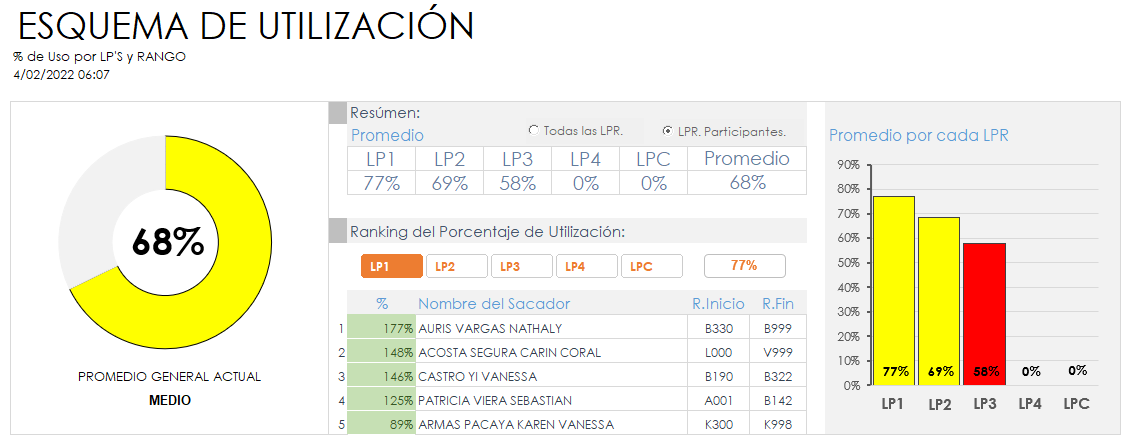 ESQUEMA DE UTILIZACIÓN
% de Uso por LP'S y RANGO
4/02/2022 06:07
68%
PROMEDIO GENERAL ACTUAL
MEDIO
Resúmen:
Promedio
Todas las LPR.
LPR. Participantes.
LP1 LP2 LP3 LP4 LPC Promedio
77% 69% 58% 0% 0% 68%
Ranking del Porcentaje de Utilización:
LP1 LP2 LP3 LP4 LPC 77%
% Nombre del Sacador R.Inicio R.Fin
1 177% AURIS VARGAS NATHALY B330 B999
2 148% ACOSTA SEGURA CARIN CORAL L000 V999
3 146% CASTRO YI VANESSA B190 B322
4 125% PATRICIA VIERA SEBASTIAN A001 B142
5 89% ARMAS PACAYA KAREN VANESSA K300 K998
Promedio por cada LPR
90%
80%
70%
60%
50%
40%
30%
20%
10%
0%
77% 69% 58% 0% 0%
LP1 LP2 LP3 LP4 LPC